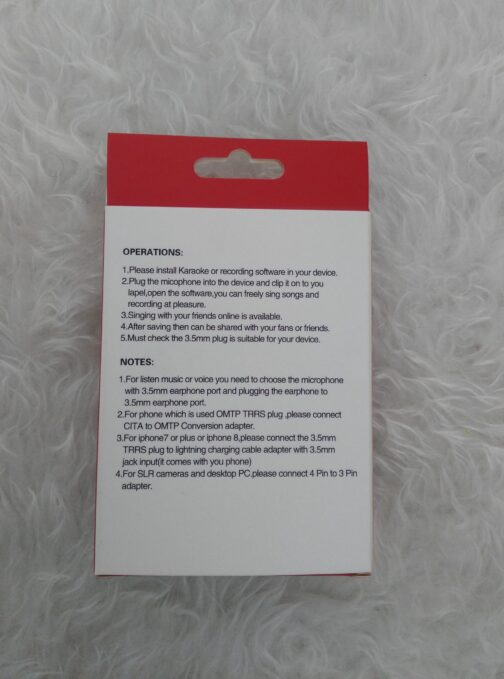 OPERATIONS:
1.Please install Karaoke or recording software in your device.
2.Plug the micophone into the device and clip it on to you
lapel,open the software,you can freely sing songs and
recording at pleasure.
3.Singing with your friends online is available.
4.After saving then can be shared with your fans or friends.
5.Must check the 3.5mm plug is suitable for your device.
NOTES:
1.For listen music or voice you need to choose the microphone
with 3.5mm earphone port and plugging the earphone to
3.5mm earphone port.
2.For phone which is used OMTP TRRS plug ,please connect
CITA to OMTP Conversion adapter.
3.For iphone7 or plus or iphone 8,please connect the 3.5mm
TRRS plug to lightning charging cable adapter with 3.5mm
jack input(it comes with you phone)
4.For SLR cameras and desktop PC,please connect 4 Pin to 3 Pin
adapter.